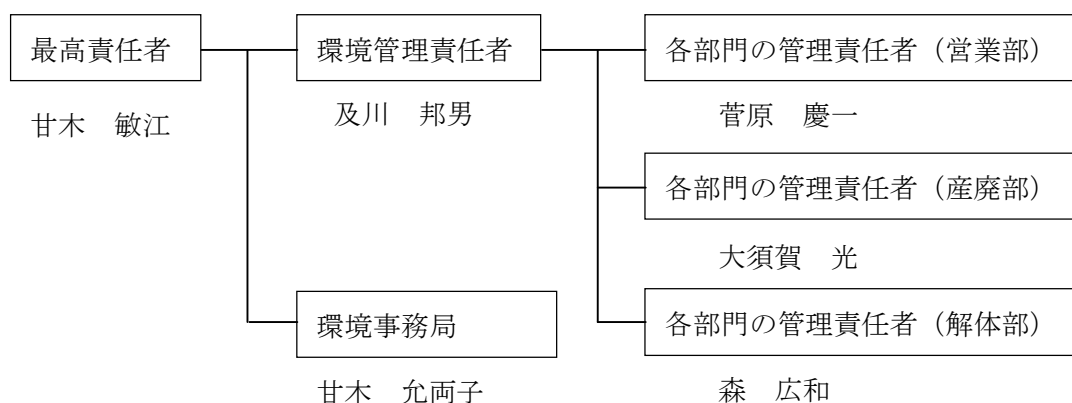 最高責任者
環境管理責任者
各部門の管理責任者(営業部)
甘木 敏江
及川 邦男
菅原 慶一
各部門の管理責任者(産廃部)
大須賀 光
環境事務局
各部門の管理責任者(解体部)
甘木 允両子
森 広和